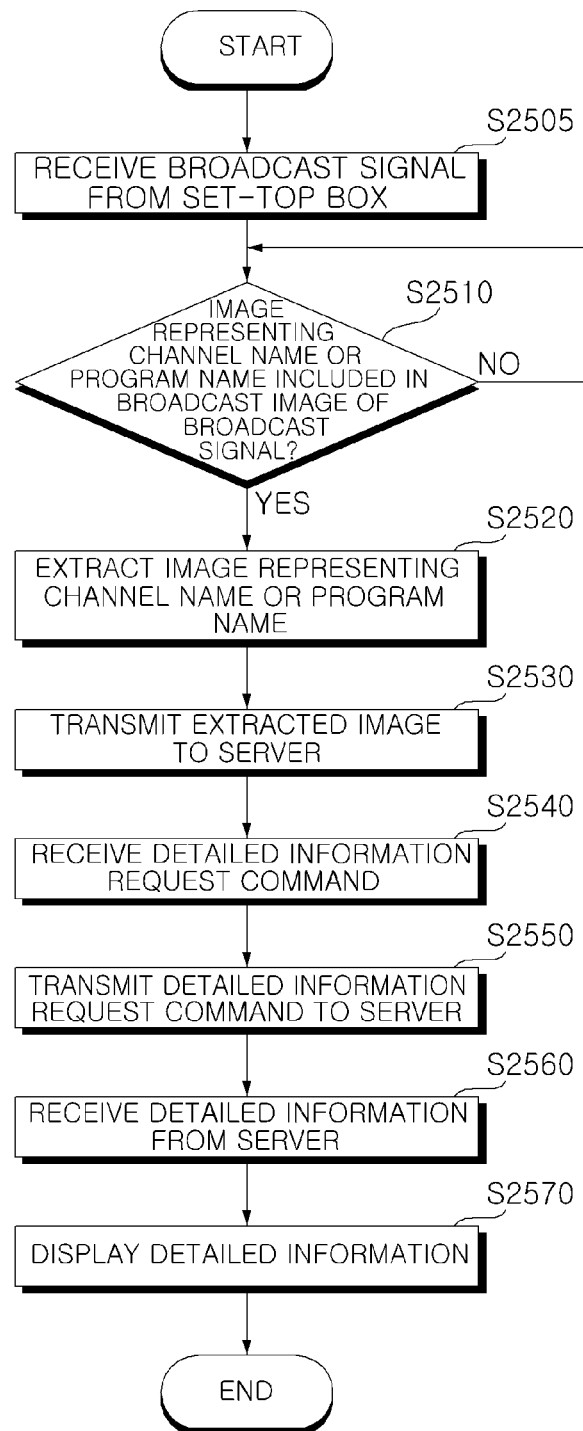 START
S2505
RECEIVE BROADCAST SIGNAL
FROM SET-TOP BOX
S2510
IMAGE
REPRESENTING
CHANNEL NAME OR
PROGRAM NAME INCLUDED IN
BROADCAST IMAGE OF
BROADCAST
SIGNAL?
NO
YES
S2520
EXTRACT IMAGE REPRESENTING
CHANNEL NAME OR PROGRAM
NAME
S2530
TRANSMIT EXTRACTED IMAGE
TO SERVER
S2540
RECEIVE DETAILED INFORMATION
REQUEST COMMAND
S2550
TRANSMIT DETAILED INFORMATION
REQUEST COMMAND TO SERVER
S2560
RECEIVE DETAILED INFORMATION
FROM SERVER
S2570
DISPLAY DETAILED INFORMATION
END